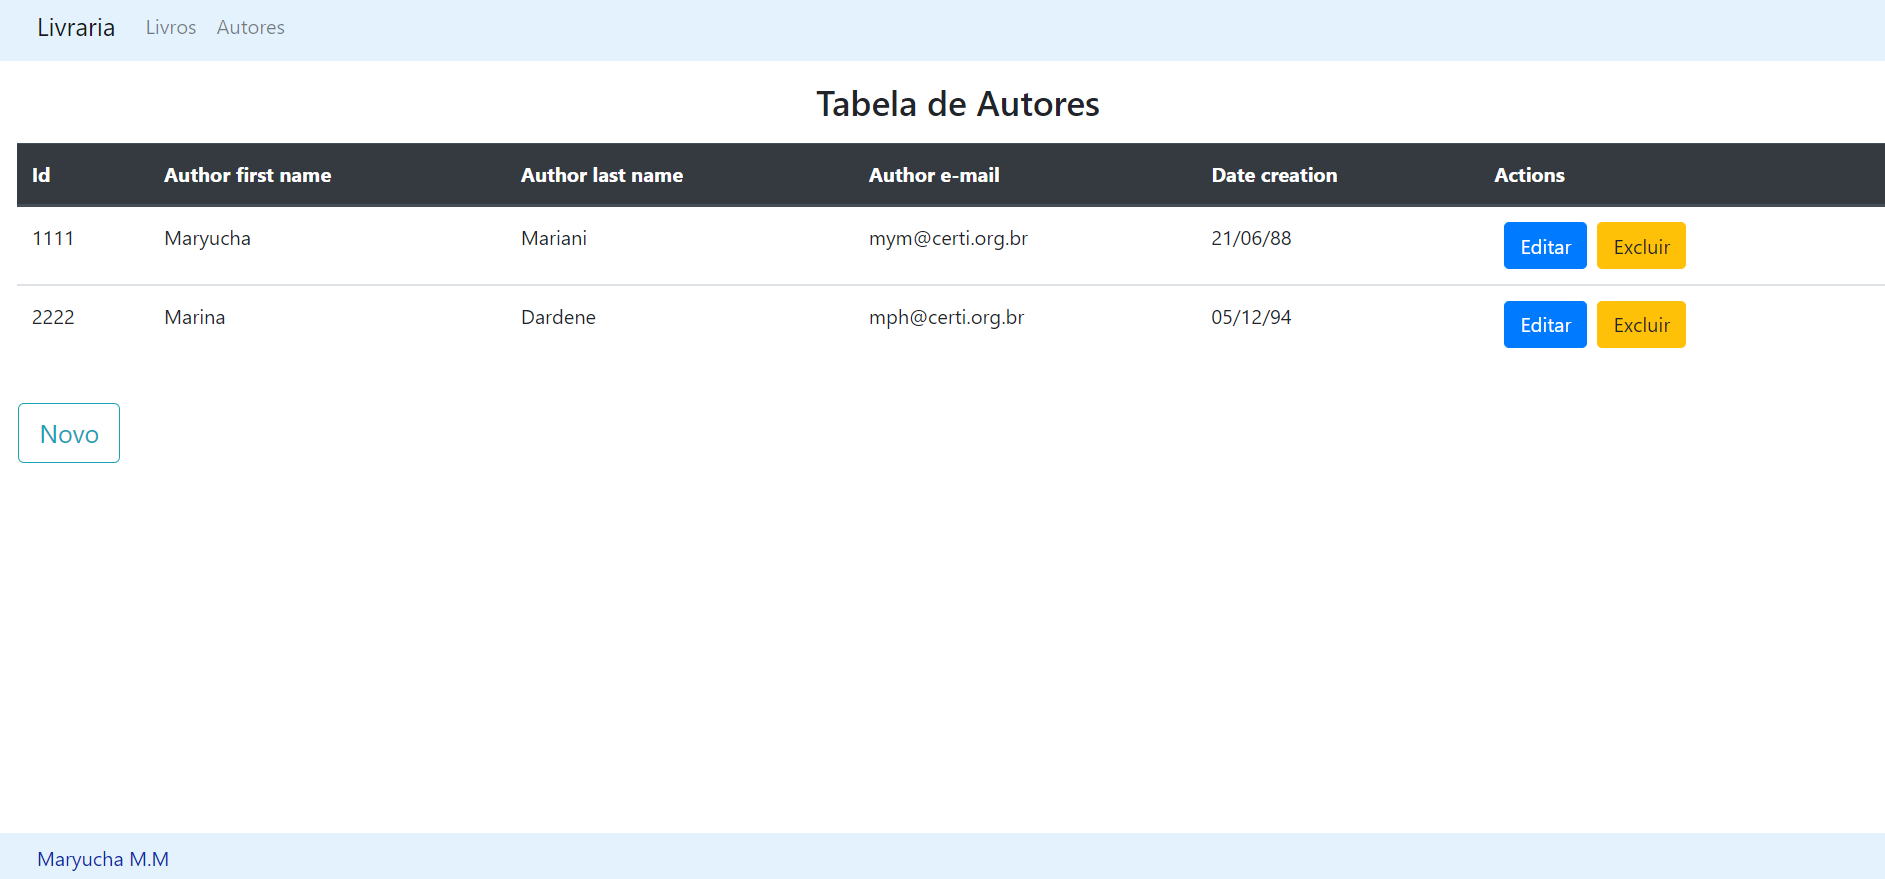 Livraria Livros Autores
Tabela de Autores
Id Author first name Author last name Author e-mail Date creation Actions
1111 Maryucha Mariani mym@certi.org.br 21/06/88 Editar Excluir
2222 Marina Dardene mph@certi.org.br 05/12/94 Editar Excluir
Novo
Maryucha M.M